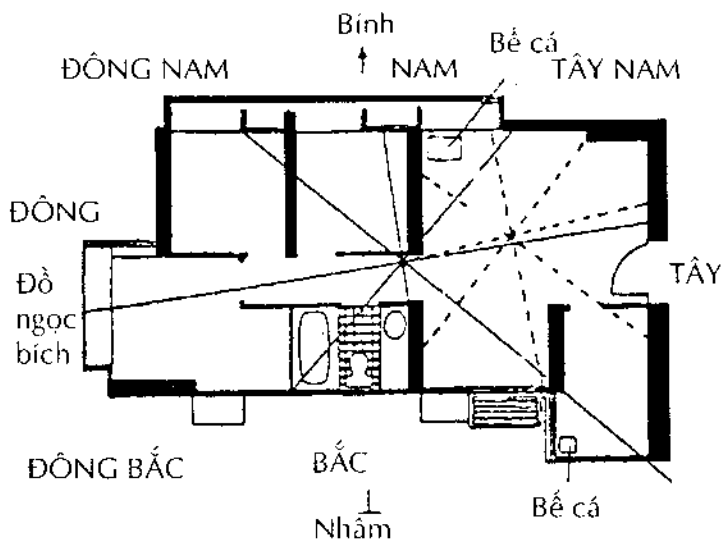 Bính
Bể cá
ĐÔNG NAM
NAM
TÂY NAM
ĐÔNG
TÂY
Đồ
ngọc
bích
ĐÔNG BẮC
BẮC
Bể cá
Nhâm